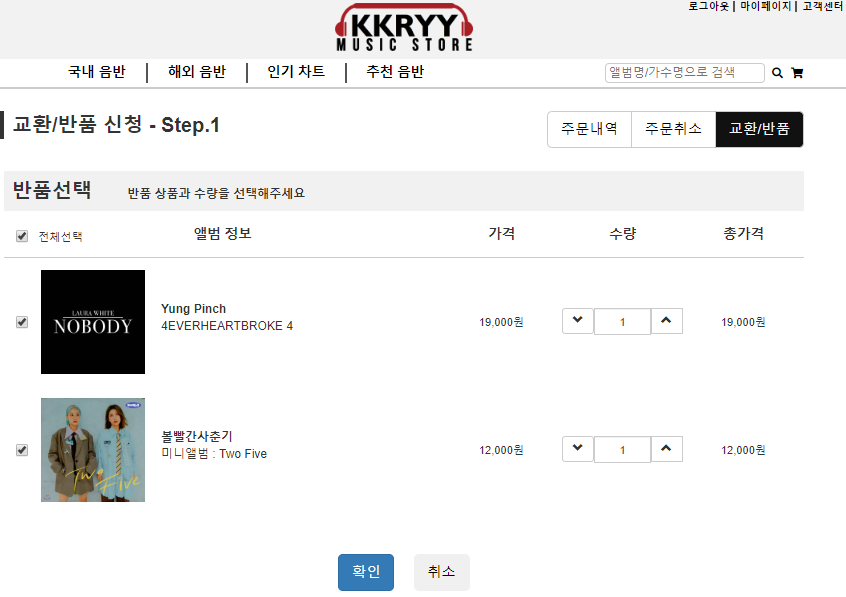 로그아웃 | 마이페이지 | 고객센터
KKRYY
MUSIC STORE
국내 음반 | 해외 음반 | 인기 차트 | 추천 음반
앨범명/가수명으로 검색
교환/반품 신청 - Step.1
주문내역 주문취소 교환/반품
반품선택 반품 상품과 수량을 선택해주세요
전체선택 앨범 정보 가격 수량 총가격
LAURA WHITE
NOBODY
Yung Pinch
4EVERHEARTBROKE 4
19,000원 1 19,000원
Two Five
볼빨간사춘기
미니앨범 : Two Five
12,000원 1 12,000원
확인 취소